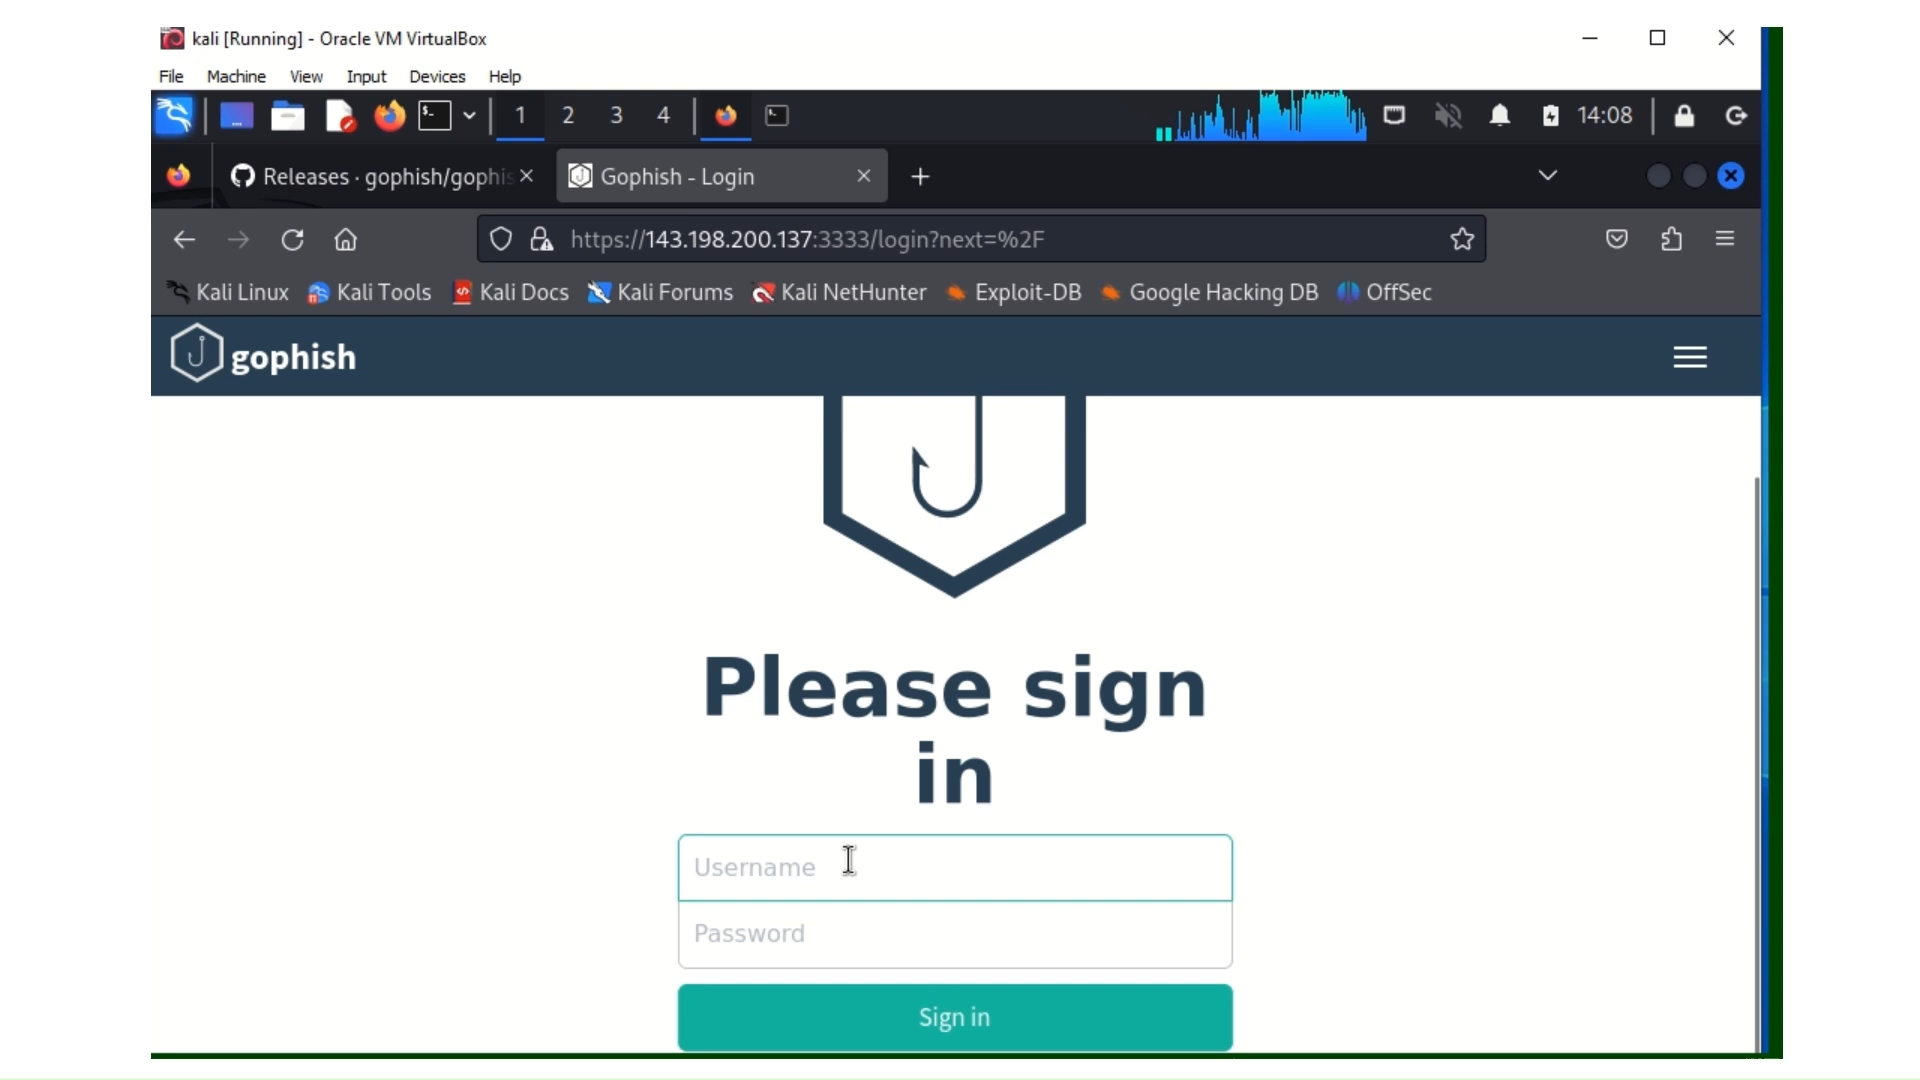 kali [Running] - Oracle VM VirtualBox
File Machine View Input Devices Help
1 2 3 4 14:08
Releases · gophish/gophis Gophish - Login
https://143.198.200.137:3333/login?next=%2F
Kali Linux Kali Tools Kali Docs Kali Forums Kali NetHunter Exploit-DB Google Hacking DB OffSec
gophish
Please sign
in
Username
Password
Sign in